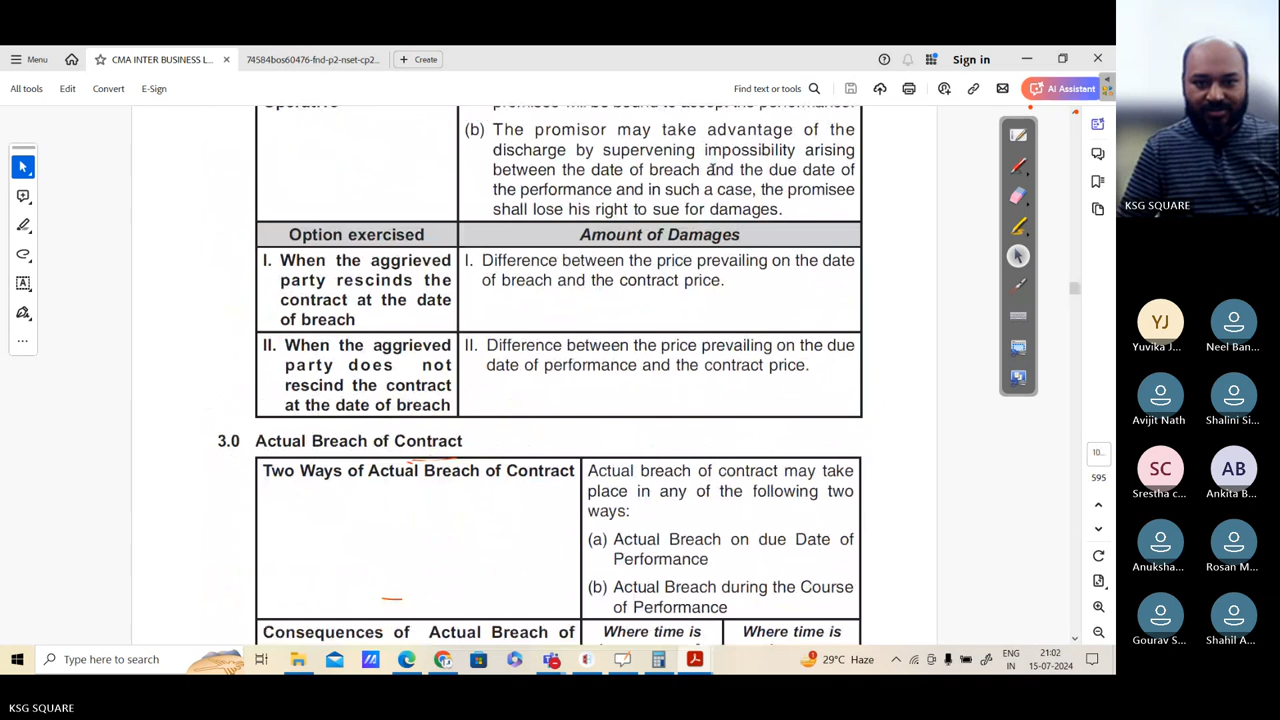 Menu
CMA INTER BUSINESS L...
74584bos60476-fnd-p2-nset-cp2...
Create
Sign in
All tools
Edit
Convert
E-Sign
Find text or tools
AI Assistant
Operative
promisee will be bound to accept the performance.
(b) The promisor may take advantage of the
discharge by supervening impossibility arising
between the date of breach and the due date of
the performance and in such a case, the promisee
shall lose his right to sue for damages.
Option exercised
Amount of Damages
I. When the aggrieved
party rescinds the
contract at the date
of breach
I. Difference between the price prevailing on the date
of breach and the contract price.
II. When the aggrieved
party does not
rescind the contract
at the date of breach
II. Difference between the price prevailing on the due
date of performance and the contract price.
3.0 Actual Breach of Contract
Two Ways of Actual Breach of Contract
Actual breach of contract may take
place in any of the following two
ways:
(a) Actual Breach on due Date of
Performance
(b) Actual Breach during the Course
of Performance
Consequences of Actual Breach of
Where time is
Where time is
10...
595
Type here to search
29°C Haze
ENG
IN
21:02
15-07-2024
KSG SQUARE
YJ
Yuvika J...
Neel Ban...
Avijit Nath
Shalini Si...
SC
Srestha c...
AB
Ankita B...
Anuksha...
Rosan M...
Gourav S...
Shahil A...
KSG SQUARE